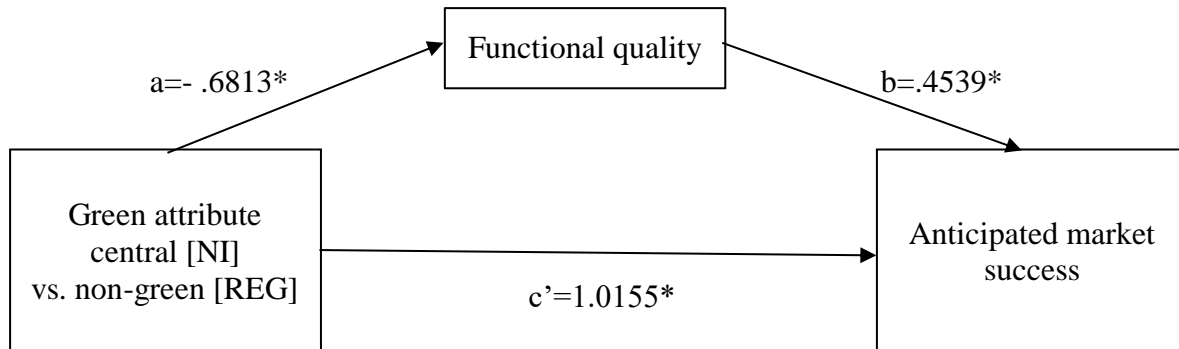 Functional quality
a=- .6813*
b=.4539*
Green attribute
central [NI]
vs. non-green [REG]
Anticipated market
success
c’=1.0155*